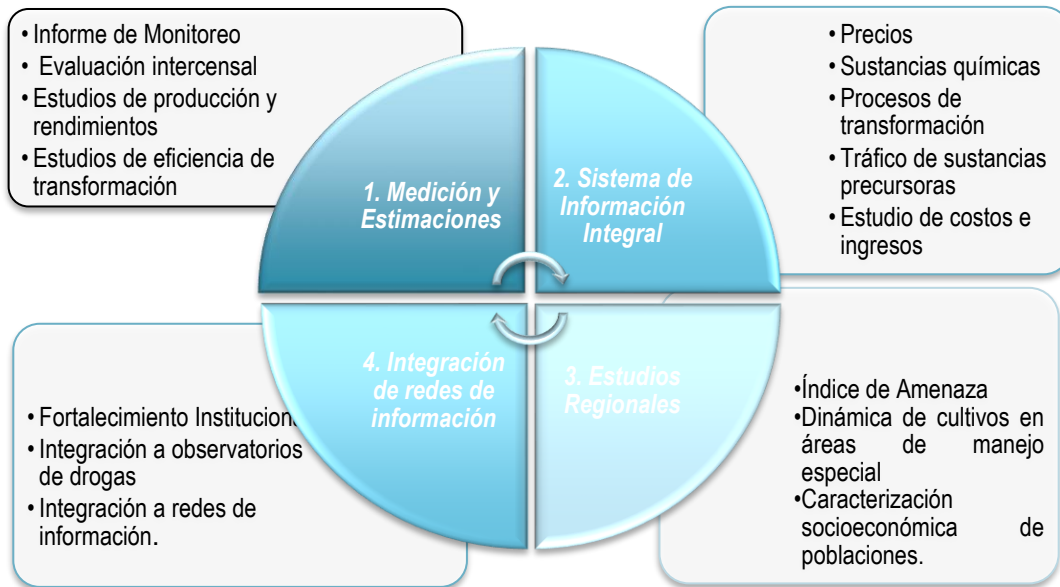 • Informe de Monitoreo
• Evaluación intercensal
• Estudios de producción y
rendimientos
• Estudios de eficiencia de
transformación
1. Medición y
Estimaciones
2. Sistema de
Información
Integral
• Precios
• Sustancias químicas
• Procesos de
transformación
• Tráfico de sustancias
precursoras
• Estudio de costos e
ingresos
• Fortalecimiento Instituciona
• Integración a observatorios
de drogas
• Integración a redes de
información.
4. Integración
de redes de
información
3. Estudios
Regionales
•Índice de Amenaza
•Dinámica de cultivos en
áreas de manejo
especial
•Caracterización
socioeconómica de
poblaciones.